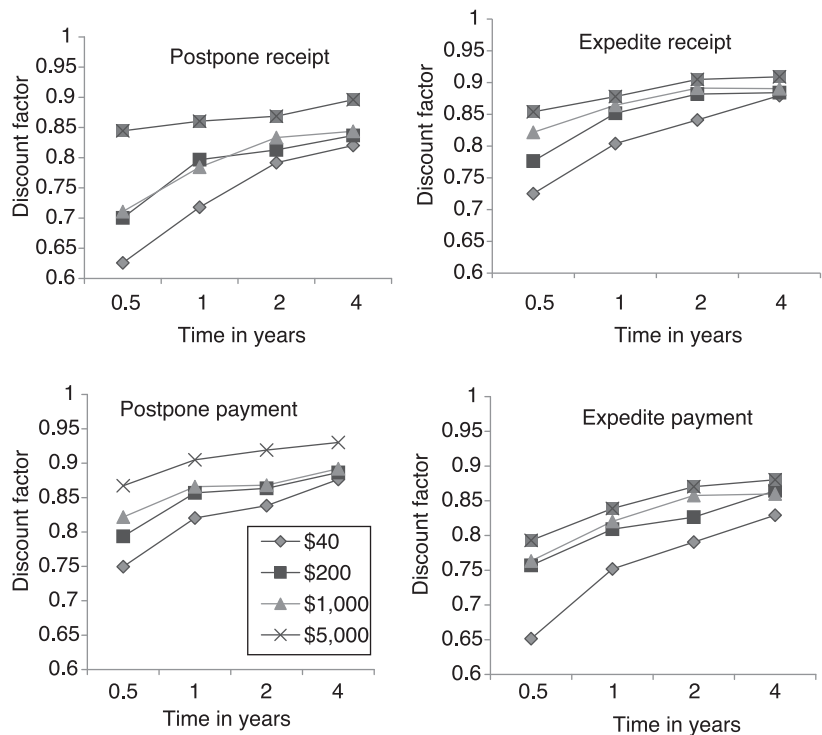 Postpone receipt
Discount factor
1
0.95
0.9
0.85
0.8
0.75
0.7
0.65
0.6
0.5 1 2 4
Time in years
Expedite receipt
Discount factor
1
0.95
0.9
0.85
0.8
0.75
0.7
0.65
0.6
0.5 1 2 4
Time in years
Postpone payment
Discount factor
1
0.95
0.9
0.85
0.8
0.75
0.7
0.65
0.6
$40
$200
$1,000
$5,000
0.5 1 2 4
Time in years
Expedite payment
Discount factor
1
0.95
0.9
0.85
0.8
0.75
0.7
0.65
0.6
0.5 1 2 4
Time in years